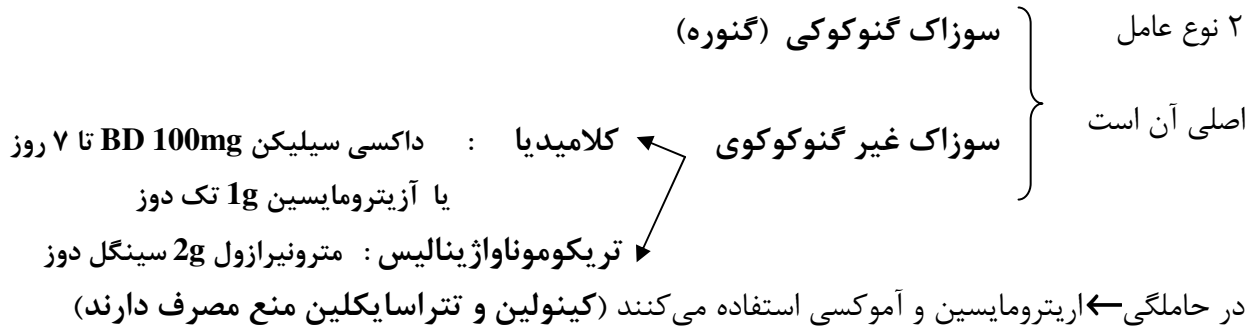 ۲ نوع عامل
سوزاک گنوکوکی (گنوره)
اصلی آن است
سوزاک غیر گنوکوکوی کلامیدیا : داکسی سیلیکن BD 100mg تا ۷ روز
یا آزیترومایسین 1g تک دوز
تریکوموناواژینالیس : مترونیرازول 2g سینگل دوز
در حاملگی←اریترومایسین و آموکسی استفاده می‌کنند (کینولین و تتراسایکلین منع مصرف دارند)